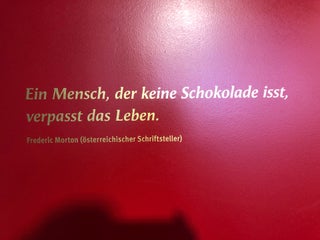 Ein Mensch, der keine Schokolade isst,
verpasst das Leben.
Frederic Morton (österreichischer Schriftsteller)